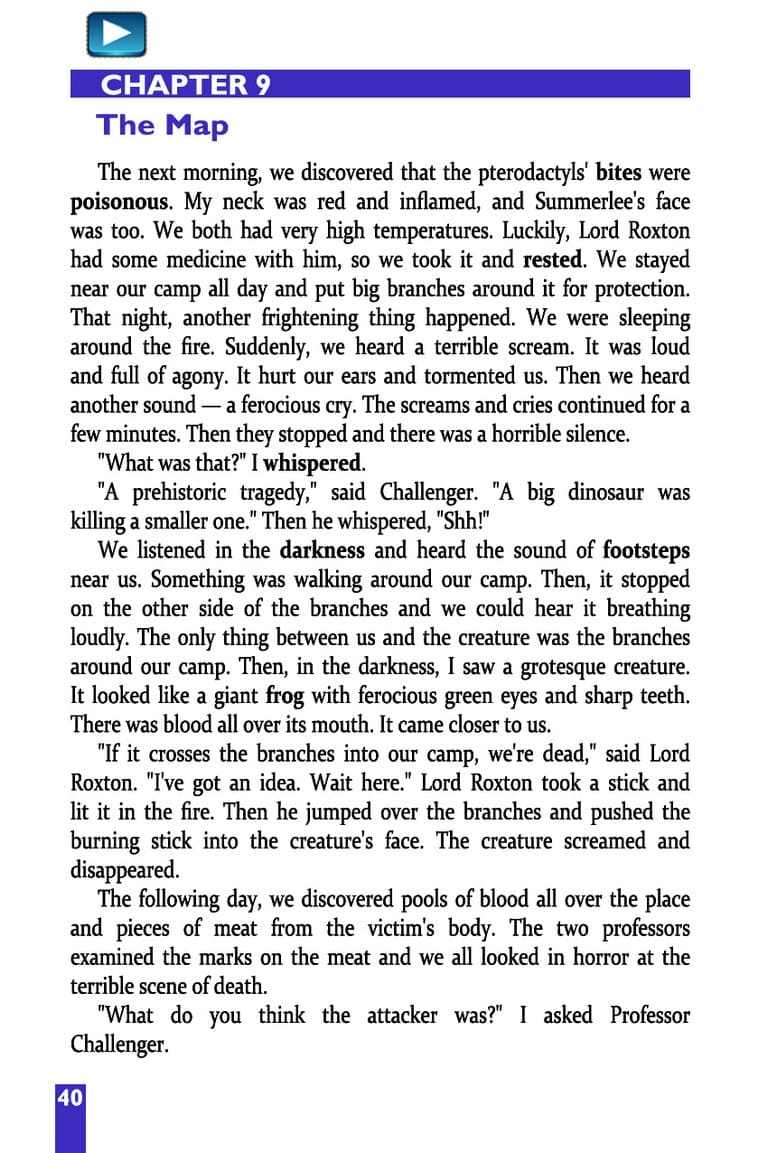 CHAPTER 9
The Map
The next morning, we discovered that the pterodactyls' bites were
poisonous. My neck was red and inflamed, and Summerlee's face
was too. We both had very high temperatures. Luckily, Lord Roxton
had some medicine with him, so we took it and rested. We stayed
near our camp all day and put big branches around it for protection.
That night, another frightening thing happened. We were sleeping
around the fire. Suddenly, we heard a terrible scream. It was loud
and full of agony. It hurt our ears and tormented us. Then we heard
another sound — a ferocious cry. The screams and cries continued for a
few minutes. Then they stopped and there was a horrible silence.
"What was that?" I whispered.
"A prehistoric tragedy," said Challenger. "A big dinosaur was
killing a smaller one." Then he whispered, "Shh!"
We listened in the darkness and heard the sound of footsteps
near us. Something was walking around our camp. Then, it stopped
on the other side of the branches and we could hear it breathing
loudly. The only thing between us and the creature was the branches
around our camp. Then, in the darkness, I saw a grotesque creature.
It looked like a giant frog with ferocious green eyes and sharp teeth.
There was blood all over its mouth. It came closer to us.
"If it crosses the branches into our camp, we're dead," said Lord
Roxton. "I've got an idea. Wait here." Lord Roxton took a stick and
lit it in the fire. Then he jumped over the branches and pushed the
burning stick into the creature's face. The creature screamed and
disappeared.
The following day, we discovered pools of blood all over the place
and pieces of meat from the victim's body. The two professors
examined the marks on the meat and we all looked in horror at the
terrible scene of death.
"What do you think the attacker was?" I asked Professor
Challenger.
40